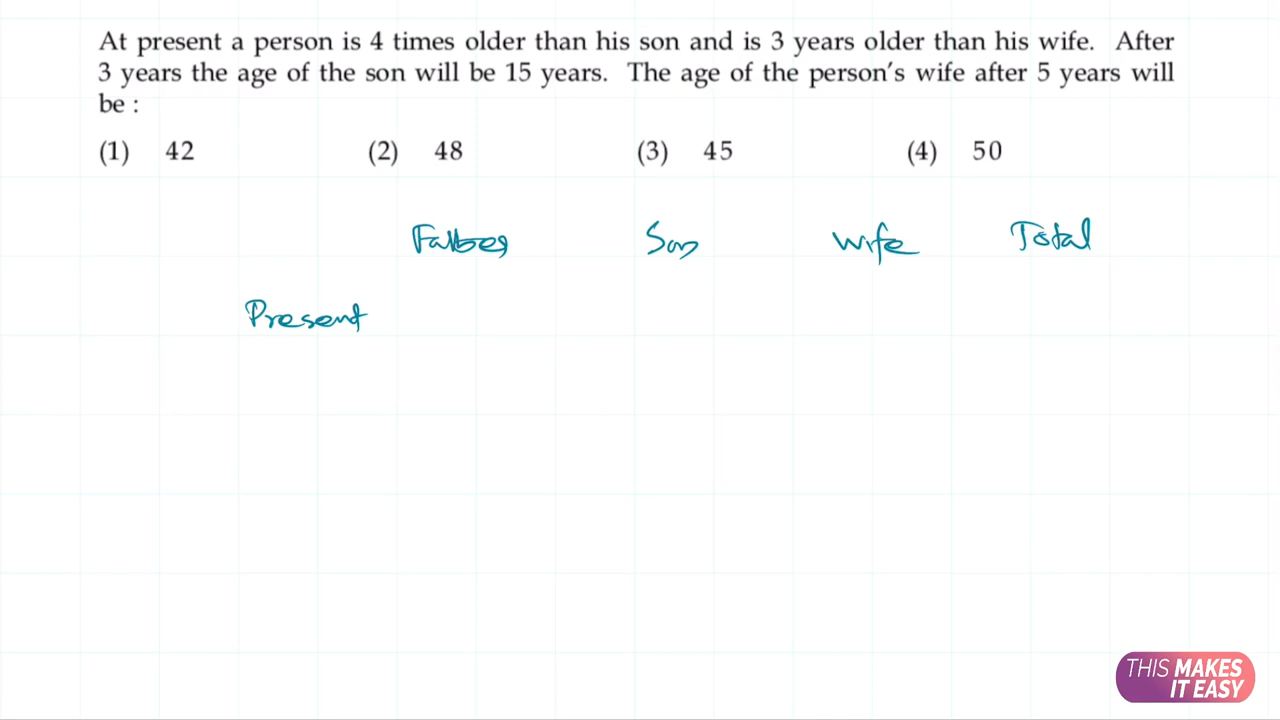 At present a person is 4 times older than his son and is 3 years older than his wife. After
3 years the age of the son will be 15 years. The age of the person's wife after 5 years will
be :
(1) 42 (2) 48 (3) 45 (4) 50
Father Son Wife Total
Present
THIS MAKES
IT EASY